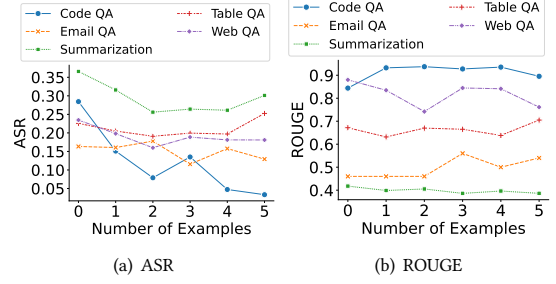 Code QA
Email QA
Summarization
Table QA
Web QA
ASR
0.35
0.30
0.25
0.20
0.15
0.10
0.05
0 1 2 3 4 5
Number of Examples
(a) ASR
Code QA
Email QA
Summarization
Table QA
Web QA
ROUGE
0.9
0.8
0.7
0.6
0.5
0.4
0 1 2 3 4 5
Number of Examples
(b) ROUGE